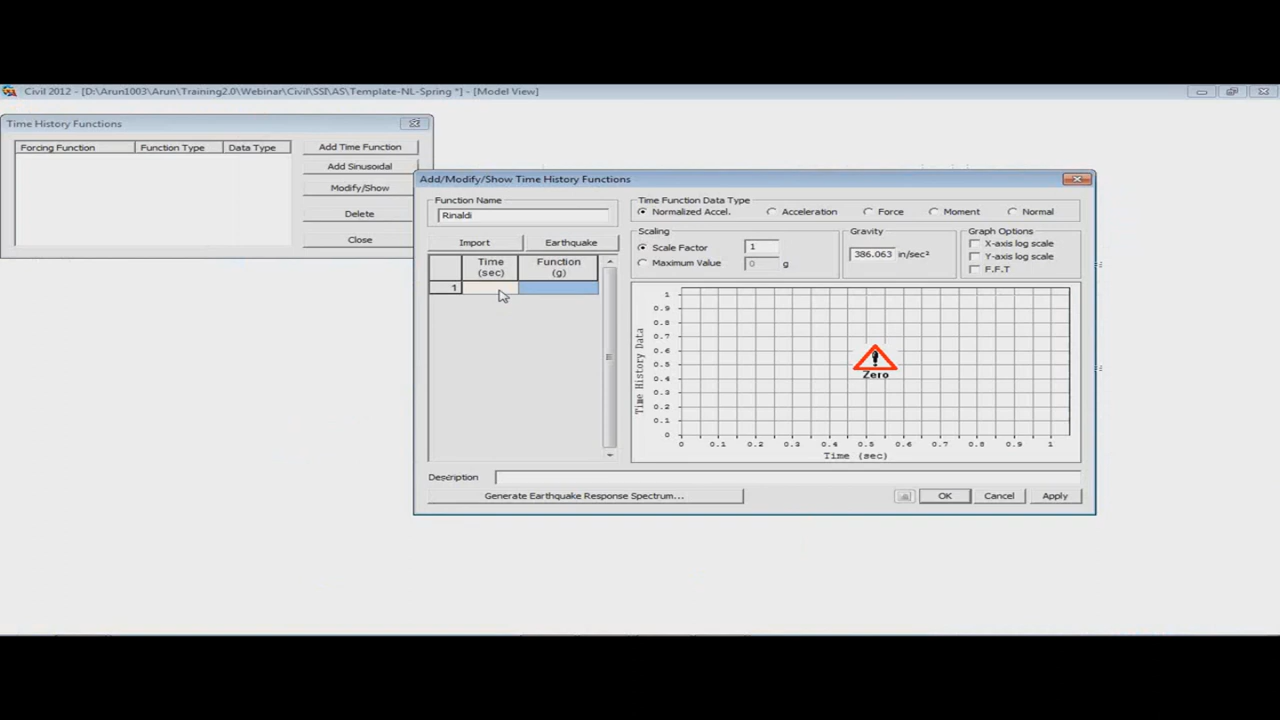 Civil 2012 - [D:\Arun1003\Arun\Training2.0\Webinar\Civil\SSI\AS\Template-NL-Spring *] - [Model View]
Time History Functions
Forcing Function Function Type Data Type
Add Time Function
Add Sinusoidal
Modify/Show
Delete
Close
Add/Modify/Show Time History Functions
Function Name
Rinaldi
Import Earthquake
Time (sec) Function (g)
1
Time Function Data Type
Normalized Accel. Acceleration Force Moment Normal
Scaling
Scale Factor 1
Maximum Value 0 g
Gravity
386.063 in/sec²
Graph Options
X-axis log scale
Y-axis log scale
F.F.T
Time History Data
1
0.9
0.8
0.7
0.6
0.5
0.4
0.3
0.2
0.1
0
Zero
0 0.1 0.2 0.3 0.4 0.5 0.6 0.7 0.8 0.9 1
Time (sec)
Description
Generate Earthquake Response Spectrum...
OK Cancel Apply